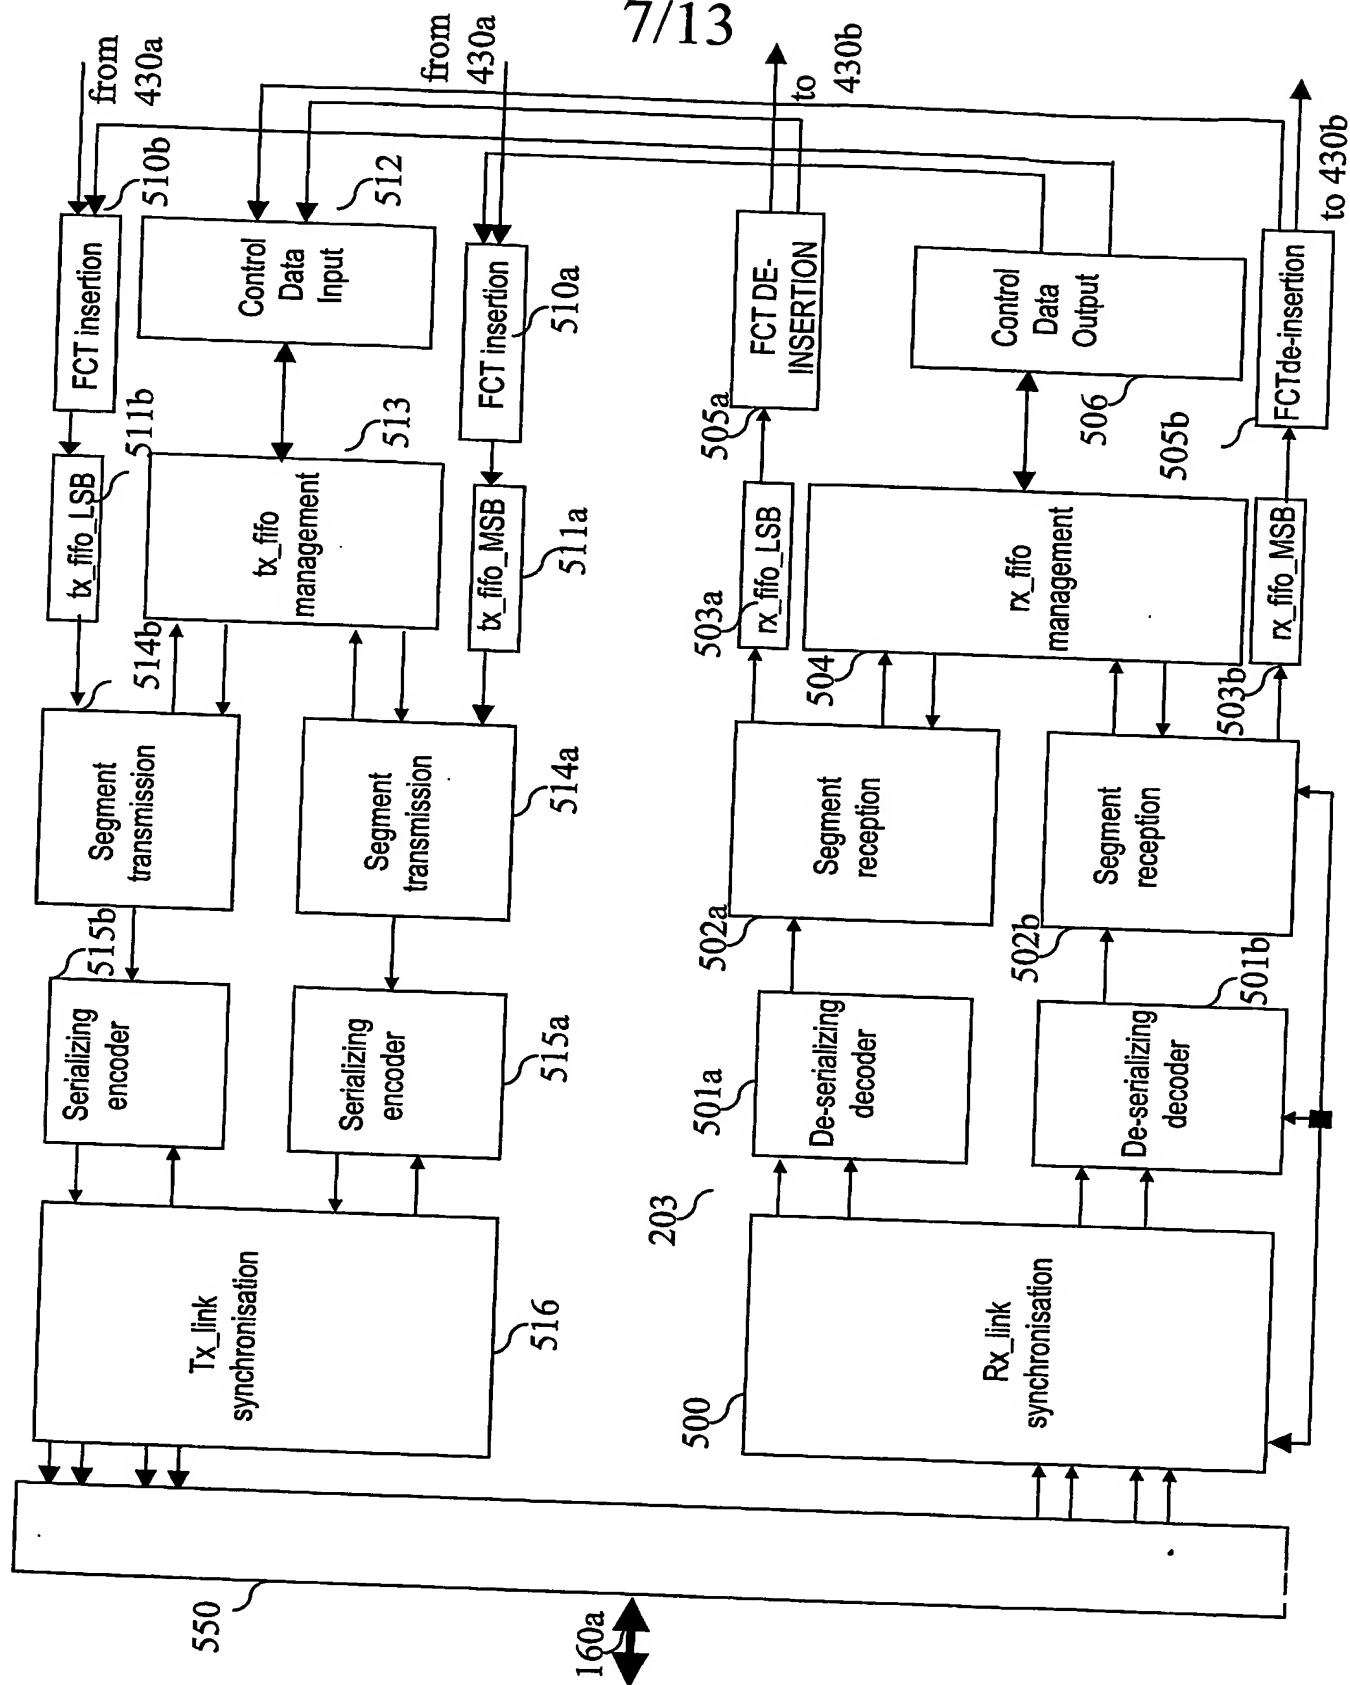 7/13
from
430a
510b
FCT insertion
511b
tx_fifo_LSB
514b
Segment
transmission
515b
Serializing
encoder
512
Control
Data
Input
513
tx_fifo
management
from
430a
FCT insertion
510a
tx_fifo_MSB
511a
Segment
transmission
514a
Serializing
encoder
515a
Tx_link
synchronisation
516
to
430b
FCT DE-
INSERTION
505a
rx_fifo_LSB
503a
Segment
reception
502a
De-serializing
decoder
501a
203
Control
Data
Output
506
rx_fifo
management
504
to 430b
FCTde-insertion
505b
rx_fifo_MSB
503b
Segment
reception
502b
De-serializing
decoder
501b
Rx_link
synchronisation
500
550
160a